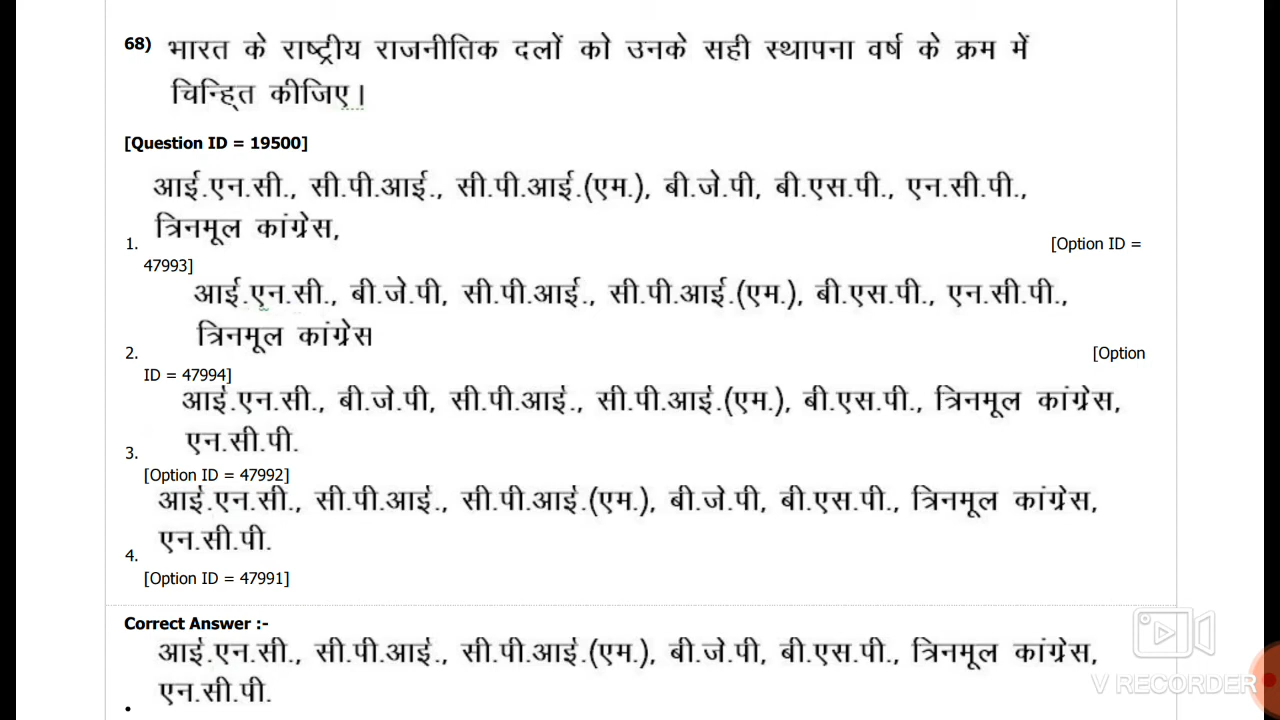 68) भारत के राष्ट्रीय राजनीतिक दलों को उनके सही स्थापना वर्ष के क्रम में
चिन्ह्ति कीजिए।
[Question ID = 19500]
आई.एन.सी., सी.पी.आई., सी.पी.आई.(एम.), बी.जे.पी, बी.एस.पी., एन.सी.पी.,
त्रिनमूल कांग्रेस,
1. [Option ID =
47993]
आई.एन.सी., बी.जे.पी, सी.पी.आई., सी.पी.आई.(एम.), बी.एस.पी., एन.सी.पी.,
त्रिनमूल कांग्रेस
2. [Option
ID = 47994]
आई.एन.सी., बी.जे.पी, सी.पी.आई., सी.पी.आई.(एम.), बी.एस.पी., त्रिनमूल कांग्रेस,
एन.सी.पी.
3.
[Option ID = 47992]
आई.एन.सी., सी.पी.आई., सी.पी.आई.(एम.), बी.जे.पी, बी.एस.पी., त्रिनमूल कांग्रेस,
एन.सी.पी.
4.
[Option ID = 47991]
Correct Answer :-
आई.एन.सी., सी.पी.आई., सी.पी.आई.(एम.), बी.जे.पी, बी.एस.पी., त्रिनमूल कांग्रेस,
एन.सी.पी.
•
V RECORDER